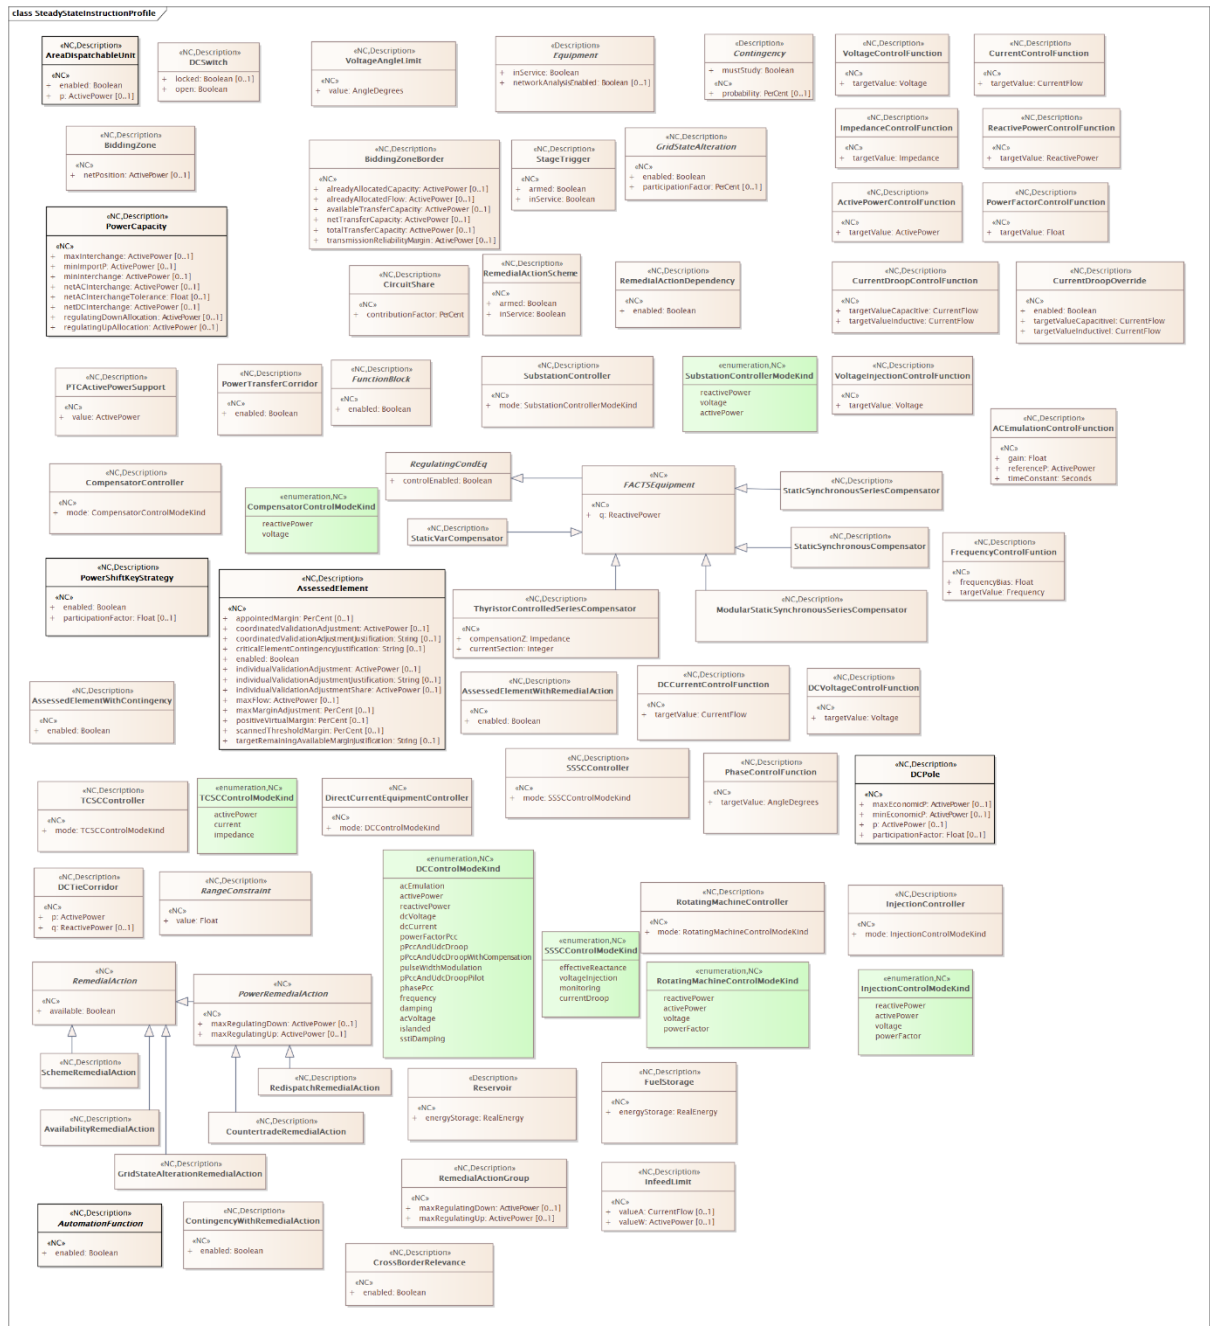 class SteadyStateInstructionProfile
«NC,Description»
AreaDispatchableUnit
«NC»
+ enabled: Boolean
+ p: ActivePower [0..1]
«NC,Description»
DCSwitch
+ locked: Boolean [0..1]
+ open: Boolean [0..1]
«NC,Description»
VoltageAngleLimit
«NC»
+ value: AngleDegrees
«Description»
Equipment
+ inService: Boolean
+ networkAnalysisEnabled: Boolean [0..1]
«Description»
Contingency
+ mustStudy: Boolean
«NC»
+ probability: PerCent [0..1]
«NC,Description»
VoltageControlFunction
«NC»
+ targetValue: Voltage
«NC,Description»
CurrentControlFunction
«NC»
+ targetValue: CurrentFlow
«NC,Description»
BiddingZone
«NC»
+ netPosition: ActivePower [0..1]
«NC,Description»
BiddingZoneBorder
«NC»
+ alreadyAllocatedCapacity: ActivePower [0..1]
+ alreadyAllocatedFlow: ActivePower [0..1]
+ availableTransferCapacity: ActivePower [0..1]
+ netTransferCapacity: ActivePower [0..1]
+ totalTransferCapacity: ActivePower [0..1]
+ transmissionReliabilityMargin: ActivePower [0..1]
«NC,Description»
StageTrigger
«NC»
+ armed: Boolean
+ inService: Boolean
«NC,Description»
GridStateAlteration
«NC»
+ enabled: Boolean
+ participationFactor: PerCent [0..1]
«NC,Description»
ImpedanceControlFunction
«NC»
+ targetValue: Impedance
«NC,Description»
ReactivePowerControlFunction
«NC»
+ targetValue: ReactivePower
«NC,Description»
ActivePowerControlFunction
«NC»
+ targetValue: ActivePower
«NC,Description»
PowerFactorControlFunction
«NC»
+ targetValue: Float
«NC,Description»
PowerCapacity
«NC»
+ maxInterchange: ActivePower [0..1]
+ minImportP: ActivePower [0..1]
+ minInterchange: ActivePower [0..1]
+ netACInterchange: ActivePower [0..1]
+ netACInterchangeTolerance: Float [0..1]
+ netDCInterchange: ActivePower [0..1]
+ regulatingDownAllocation: ActivePower [0..1]
+ regulatingUpAllocation: ActivePower [0..1]
«NC,Description»
CircuitShare
«NC»
+ contributionFactor: PerCent
«NC,Description»
RemedialActionScheme
«NC»
+ armed: Boolean
+ inService: Boolean
«NC,Description»
RemedialActionDependency
«NC»
+ enabled: Boolean
«NC,Description»
CurrentDroopControlFunction
«NC»
+ targetValueCapacitive: CurrentFlow
+ targetValueInductive: CurrentFlow
«NC,Description»
CurrentDroopOverride
«NC»
+ enabled: Boolean
+ targetValueCapacitiveI: CurrentFlow
+ targetValueInductiveI: CurrentFlow
«NC,Description»
PTCActivePowerSupport
«NC»
+ value: ActivePower
«NC,Description»
PowerTransferCorridor
«NC»
+ enabled: Boolean
«NC,Description»
FunctionBlock
«NC»
+ enabled: Boolean
«NC,Description»
SubstationController
«NC»
+ mode: SubstationControllerModeKind
«enumeration,NC»
SubstationControllerModeKind
reactivePower
voltage
activePower
«NC,Description»
VoltageInjectionControlFunction
«NC»
+ targetValue: Voltage
«NC,Description»
ACEmulationControlFunction
«NC»
+ gain: Float
+ referenceP: ActivePower
+ timeConstant: Seconds
«NC,Description»
CompensatorController
«NC»
+ mode: CompensatorControlModeKind
«enumeration,NC»
CompensatorControlModeKind
reactivePower
voltage
«NC,Description»
RegulatingCondEq
+ controlEnabled: Boolean
«NC»
FACTSEquipment
«NC»
+ q: ReactivePower
«NC,Description»
StaticSynchronousSeriesCompensator
«NC,Description»
StaticVarCompensator
«NC,Description»
StaticSynchronousCompensator
«NC,Description»
FrequencyControlFuntion
«NC»
+ frequencyBias: Float
+ targetValue: Frequency
«NC,Description»
PowerShiftKeyStrategy
«NC»
+ enabled: Boolean
+ participationFactor: Float [0..1]
«NC,Description»
AssessedElement
«NC»
+ appointedMargin: PerCent [0..1]
+ coordinatedValidationAdjustment: ActivePower [0..1]
+ coordinatedValidationAdjustmentJustification: String [0..1]
+ criticalElementContingencyJustification: String [0..1]
+ enabled: Boolean
+ individualValidationAdjustment: ActivePower [0..1]
+ individualValidationAdjustmentJustification: String [0..1]
+ individualValidationAdjustmentShare: ActivePower [0..1]
+ maxFlow: ActivePower [0..1]
+ maxMarginAdjustment: PerCent [0..1]
+ positiveVirtualMargin: PerCent [0..1]
+ scannedThresholdMargin: PerCent [0..1]
+ targetRemainingAvailableMarginJustification: String [0..1]
«NC,Description»
ThyristorControlledSeriesCompensator
«NC»
+ compensationZ: Impedance
+ currentSection: Integer
«NC,Description»
ModularStaticSynchronousSeriesCompensator
«NC,Description»
AssessedElementWithContingency
«NC»
+ enabled: Boolean
«NC,Description»
AssessedElementWithRemedialAction
«NC»
+ enabled: Boolean
«NC,Description»
DCCurrentControlFunction
«NC»
+ targetValue: CurrentFlow
«NC,Description»
DCVoltageControlFunction
«NC»
+ targetValue: Voltage
«NC,Description»
TCSCController
«NC»
+ mode: TCSCControlModeKind
«enumeration,NC»
TCSCControlModeKind
activePower
current
impedance
«NC»
DirectCurrentEquipmentController
«NC»
+ mode: DCControlModeKind
«NC,Description»
SSSCController
«NC»
+ mode: SSSCControlModeKind
«NC,Description»
PhaseControlFunction
«NC»
+ targetValue: AngleDegrees
«NC,Description»
DCPole
«NC»
+ maxEconomicP: ActivePower [0..1]
+ minEconomicP: ActivePower [0..1]
+ p: ActivePower [0..1]
+ participationFactor: Float [0..1]
«NC,Description»
DCTieCorridor
«NC»
+ p: ActivePower
+ q: ReactivePower [0..1]
«NC,Description»
RangeConstraint
«NC»
+ value: Float
«enumeration,NC»
DCControlModeKind
acEmulation
activePower
reactivePower
dcVoltage
dcCurrent
powerFactorPcc
pPccAndUdcDroop
pPccAndUdcDroopWithCompensation
pulseWidthModulation
pPccAndUdcDroopPilot
phasePcc
frequency
damping
acVoltage
islanded
sstiDamping
«enumeration,NC»
SSSCControlModeKind
effectiveReactance
voltageInjection
monitoring
currentDroop
«NC,Description»
RotatingMachineController
«NC»
+ mode: RotatingMachineControlModeKind
«NC,Description»
InjectionController
«NC»
+ mode: InjectionControlModeKind
«enumeration,NC»
RotatingMachineControlModeKind
reactivePower
activePower
voltage
powerFactor
«enumeration,NC»
InjectionControlModeKind
reactivePower
activePower
voltage
powerFactor
«NC»
RemedialAction
«NC»
+ available: Boolean
«NC»
PowerRemedialAction
«NC»
+ maxRegulatingDown: ActivePower [0..1]
+ maxRegulatingUp: ActivePower [0..1]
«NC,Description»
SchemeRemedialAction
«NC,Description»
RedispatchRemedialAction
«NC,Description»
AvailabilityRemedialAction
«NC,Description»
CountertradeRemedialAction
«NC,Description»
GridStateAlterationRemedialAction
«Description»
Reservoir
«NC»
+ energyStorage: RealEnergy
«NC,Description»
FuelStorage
«NC»
+ energyStorage: RealEnergy
«NC,Description»
RemedialActionGroup
«NC»
+ maxRegulatingDown: ActivePower [0..1]
+ maxRegulatingUp: ActivePower [0..1]
«NC,Description»
InfeedLimit
«NC»
+ valueA: CurrentFlow [0..1]
+ valueW: ActivePower [0..1]
«NC,Description»
AutomationFunction
«NC»
+ enabled: Boolean
«NC,Description»
ContingencyWithRemedialAction
«NC»
+ enabled: Boolean
«NC,Description»
CrossBorderRelevance
«NC»
+ enabled: Boolean